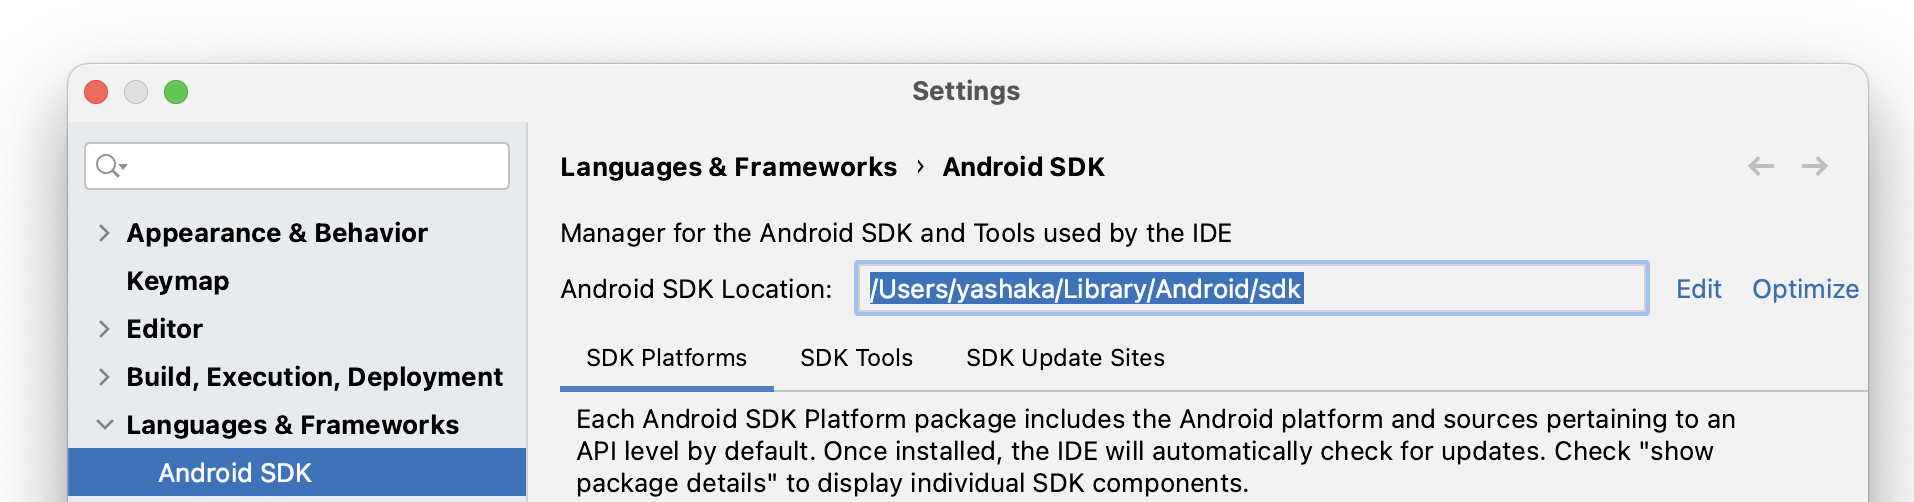 Settings
Appearance & Behavior
Keymap
Editor
Build, Execution, Deployment
Languages & Frameworks
Android SDK
Languages & Frameworks › Android SDK
Manager for the Android SDK and Tools used by the IDE
Android SDK Location: /Users/yashaka/Library/Android/sdk Edit Optimize
SDK Platforms SDK Tools SDK Update Sites
Each Android SDK Platform package includes the Android platform and sources pertaining to an
API level by default. Once installed, the IDE will automatically check for updates. Check "show
package details" to display individual SDK components.